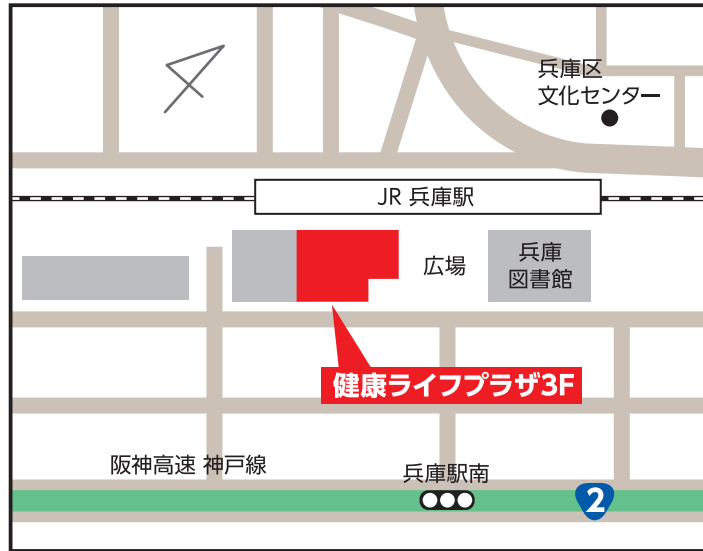 兵庫区
文化センター
JR 兵庫駅
広場
兵庫
図書館
健康ライフプラザ3F
阪神高速 神戸線
兵庫駅南
2